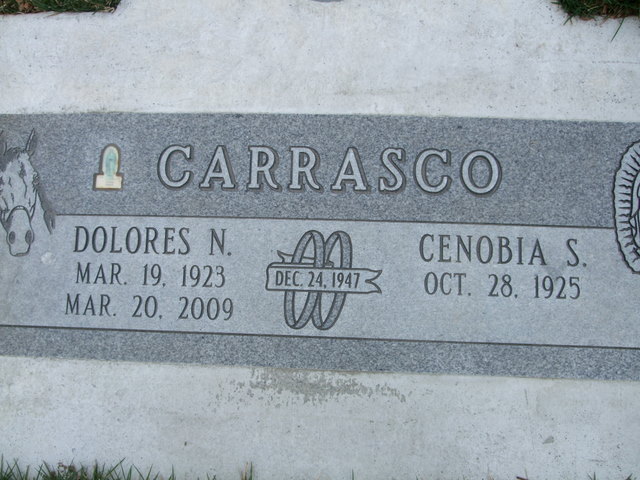 CARRASCO
DOLORES N.
MAR. 19, 1923
MAR. 20, 2009
DEC. 24, 1947
CENOBIA S.
OCT. 28, 1925